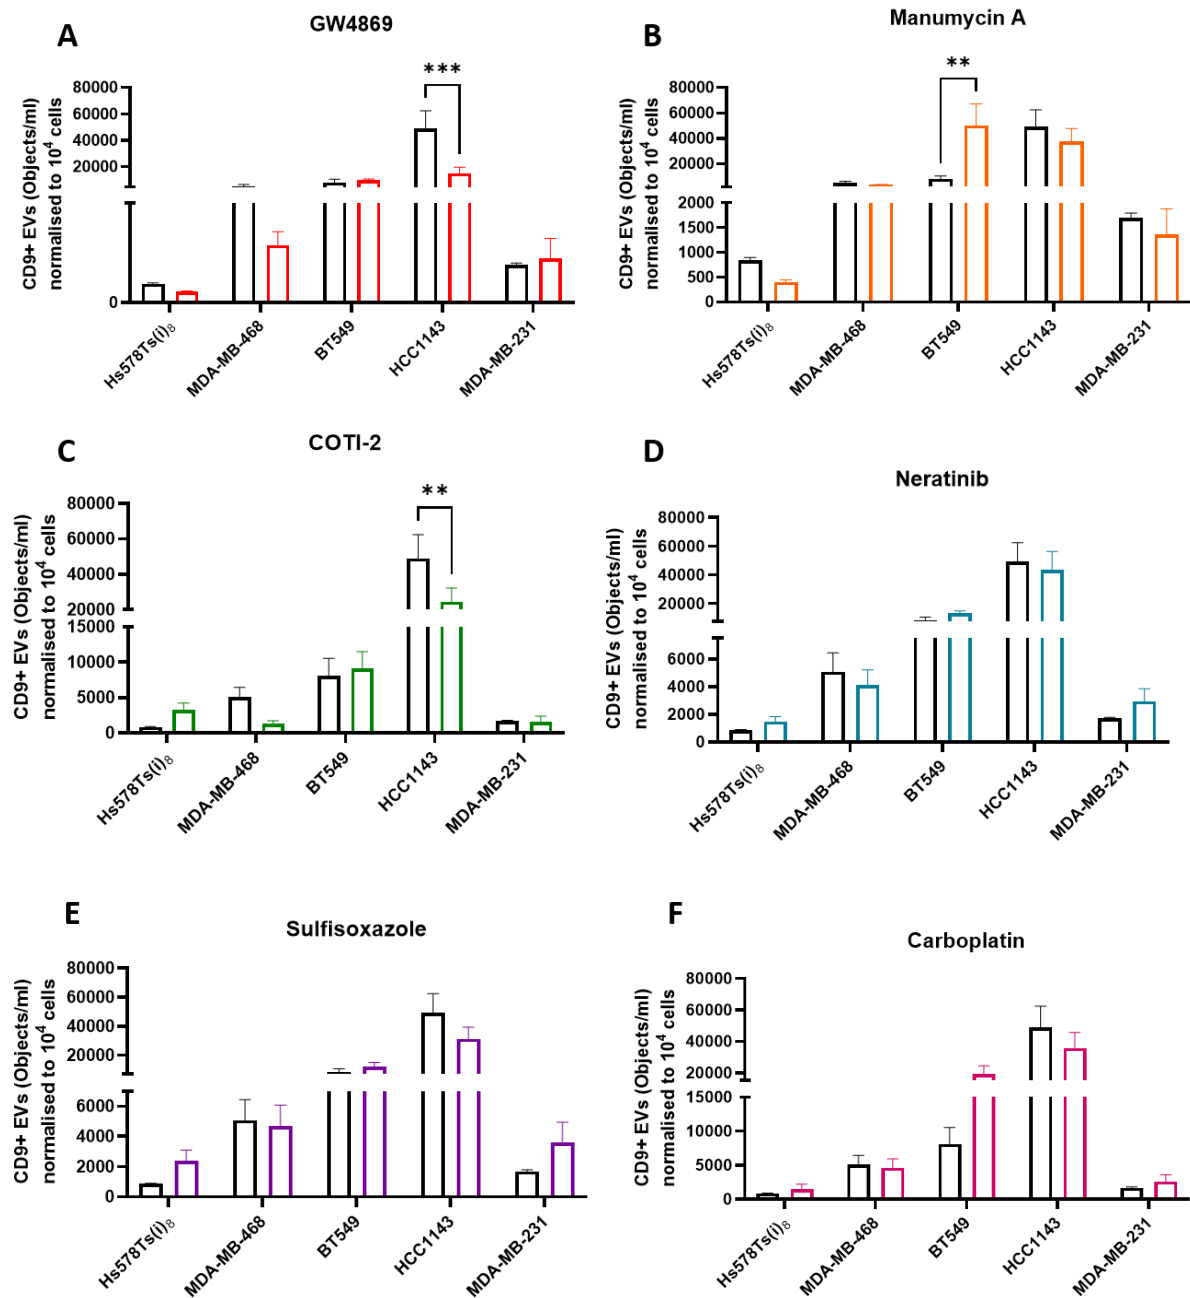 A
GW4869
CD9+ EVs (Objects/ml)
normalised to 10⁴ cells
80000
60000
40000
20000
0
***
Hs578Ts(i)₈
MDA-MB-468
BT549
HCC1143
MDA-MB-231
B
Manumycin A
CD9+ EVs (Objects/ml)
normalised to 10⁴ cells
80000
60000
40000
20000
2000
1500
1000
500
0
**
Hs578Ts(i)₈
MDA-MB-468
BT549
HCC1143
MDA-MB-231
C
COTI-2
CD9+ EVs (Objects/ml)
normalised to 10⁴ cells
80000
60000
40000
20000
15000
10000
5000
0
**
Hs578Ts(i)₈
MDA-MB-468
BT549
HCC1143
MDA-MB-231
D
Neratinib
CD9+ EVs (Objects/ml)
normalised to 10⁴ cells
80000
60000
40000
20000
6000
4000
2000
0
Hs578Ts(i)₈
MDA-MB-468
BT549
HCC1143
MDA-MB-231
E
Sulfisoxazole
CD9+ EVs (Objects/ml)
normalised to 10⁴ cells
80000
60000
40000
20000
6000
4000
2000
0
Hs578Ts(i)₈
MDA-MB-468
BT549
HCC1143
MDA-MB-231
F
Carboplatin
CD9+ EVs (Objects/ml)
normalised to 10⁴ cells
80000
60000
40000
20000
15000
10000
5000
0
Hs578Ts(i)₈
MDA-MB-468
BT549
HCC1143
MDA-MB-231